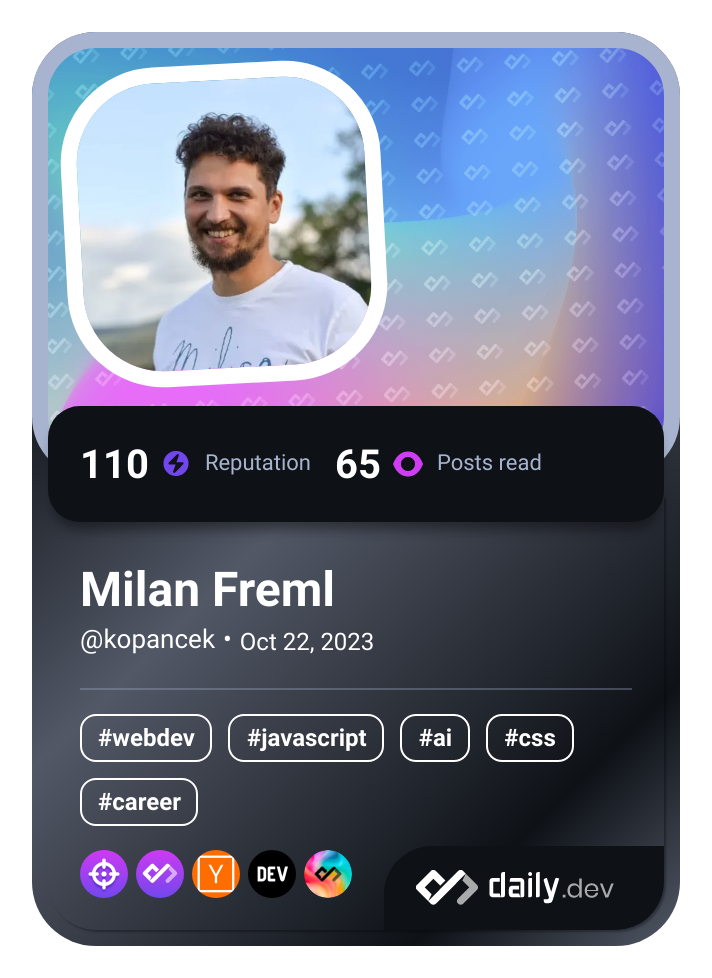 110 Reputation 65 Posts read
Milan Freml
@kopancek • Oct 22, 2023
#webdev #javascript #ai #css
#career
Y DEV daily.dev